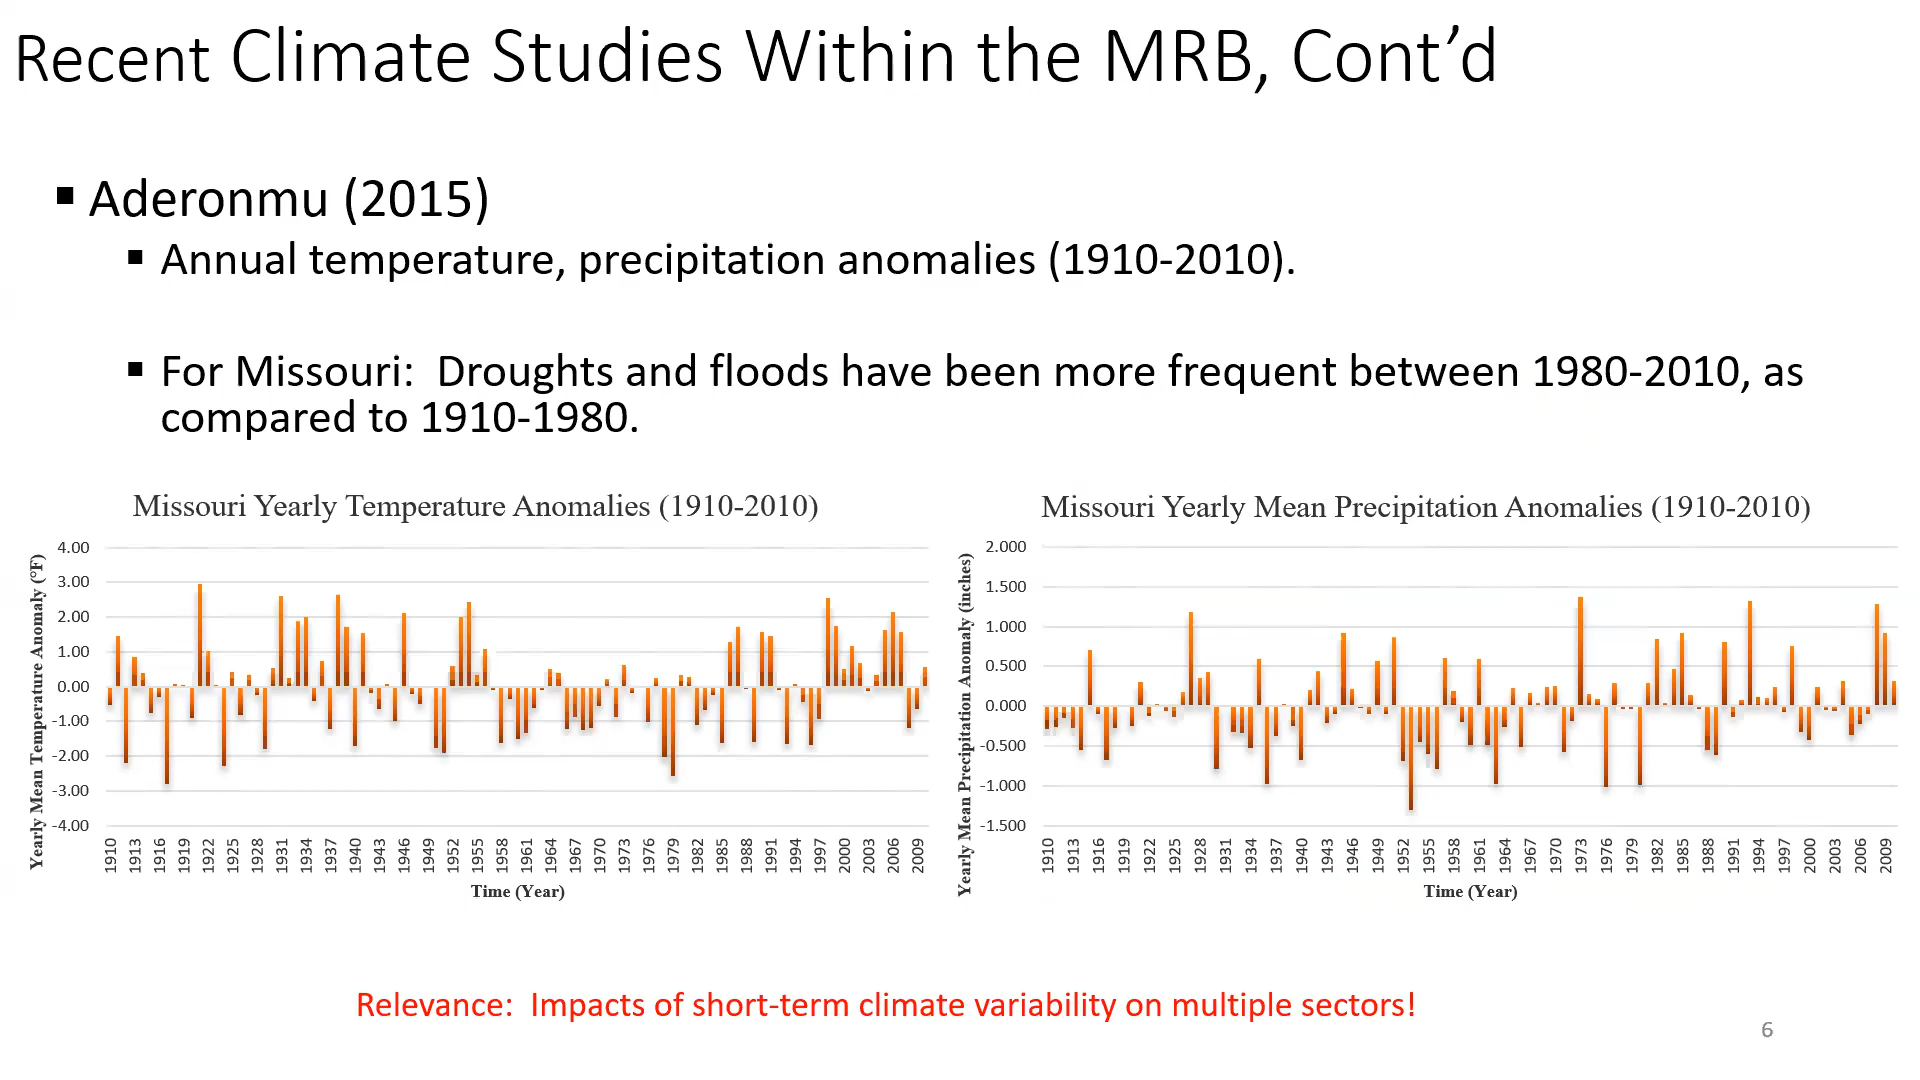 Recent Climate Studies Within the MRB, Cont’d
▪ Aderonmu (2015)
▪ Annual temperature, precipitation anomalies (1910-2010).
▪ For Missouri:  Droughts and floods have been more frequent between 1980-2010, as
compared to 1910-1980.
Missouri Yearly Temperature Anomalies (1910-2010)
Yearly Mean Temperature Anomaly (°F)
4.00
3.00
2.00
1.00
0.00
-1.00
-2.00
-3.00
-4.00
1910 1913 1916 1919 1922 1925 1928 1931 1934 1937 1940 1943 1946 1949 1952 1955 1958 1961 1964 1967 1970 1973 1976 1979 1982 1985 1988 1991 1994 1997 2000 2003 2006 2009
Time (Year)
Missouri Yearly Mean Precipitation Anomalies (1910-2010)
Yearly Mean Precipitation Anomaly (inches)
2.000
1.500
1.000
0.500
0.000
-0.500
-1.000
-1.500
1910 1913 1916 1919 1922 1925 1928 1931 1934 1937 1940 1943 1946 1949 1952 1955 1958 1961 1964 1967 1970 1973 1976 1979 1982 1985 1988 1991 1994 1997 2000 2003 2006 2009
Time (Year)
Relevance:  Impacts of short-term climate variability on multiple sectors!
6